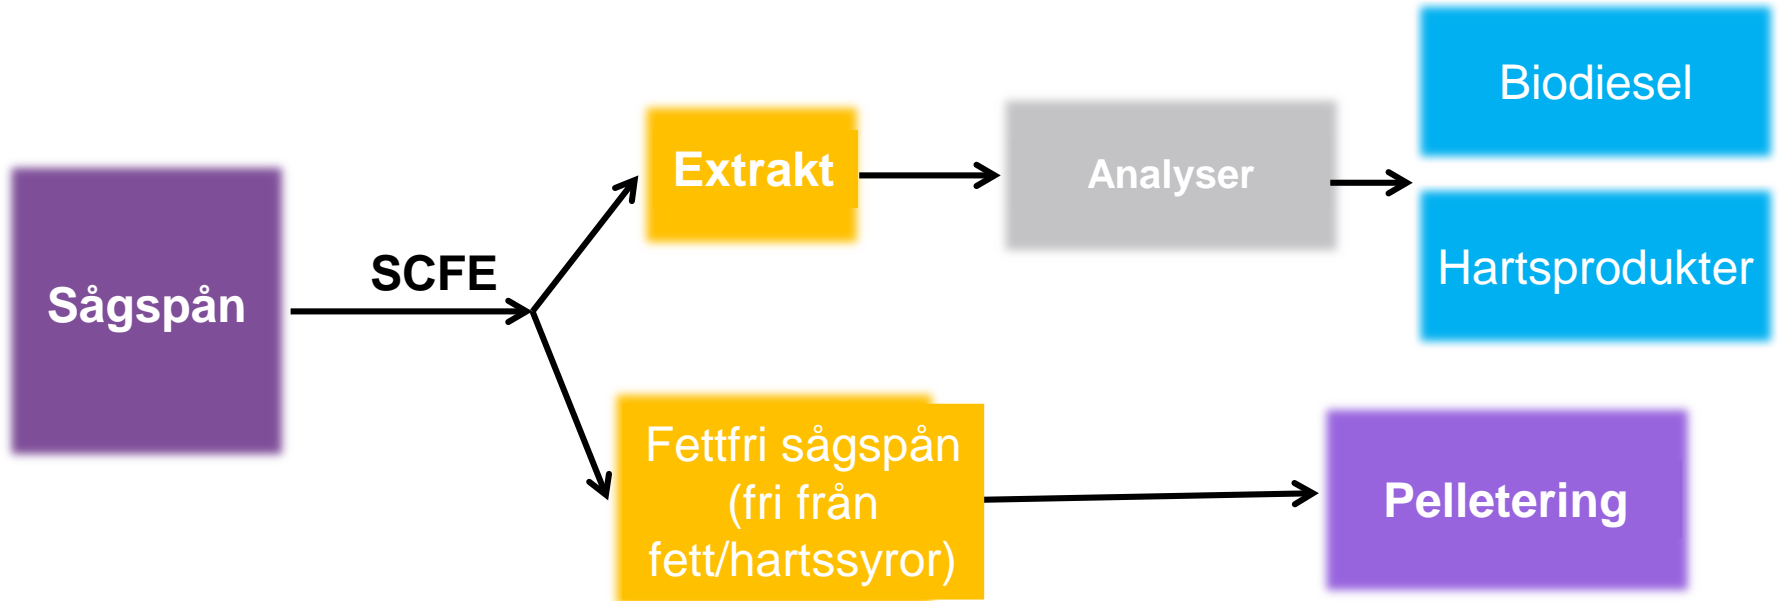 Sågspån
SCFE
Extrakt
Analyser
Biodiesel
Hartsprodukter
Fettfri sågspån
(fri från
fett/hartssyror)
Pelletering